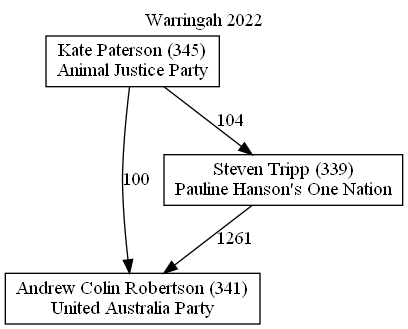 Warringah 2022
Kate Paterson (345)
Animal Justice Party
104
Steven Tripp (339)
Pauline Hanson's One Nation
100
1261
Andrew Colin Robertson (341)
United Australia Party